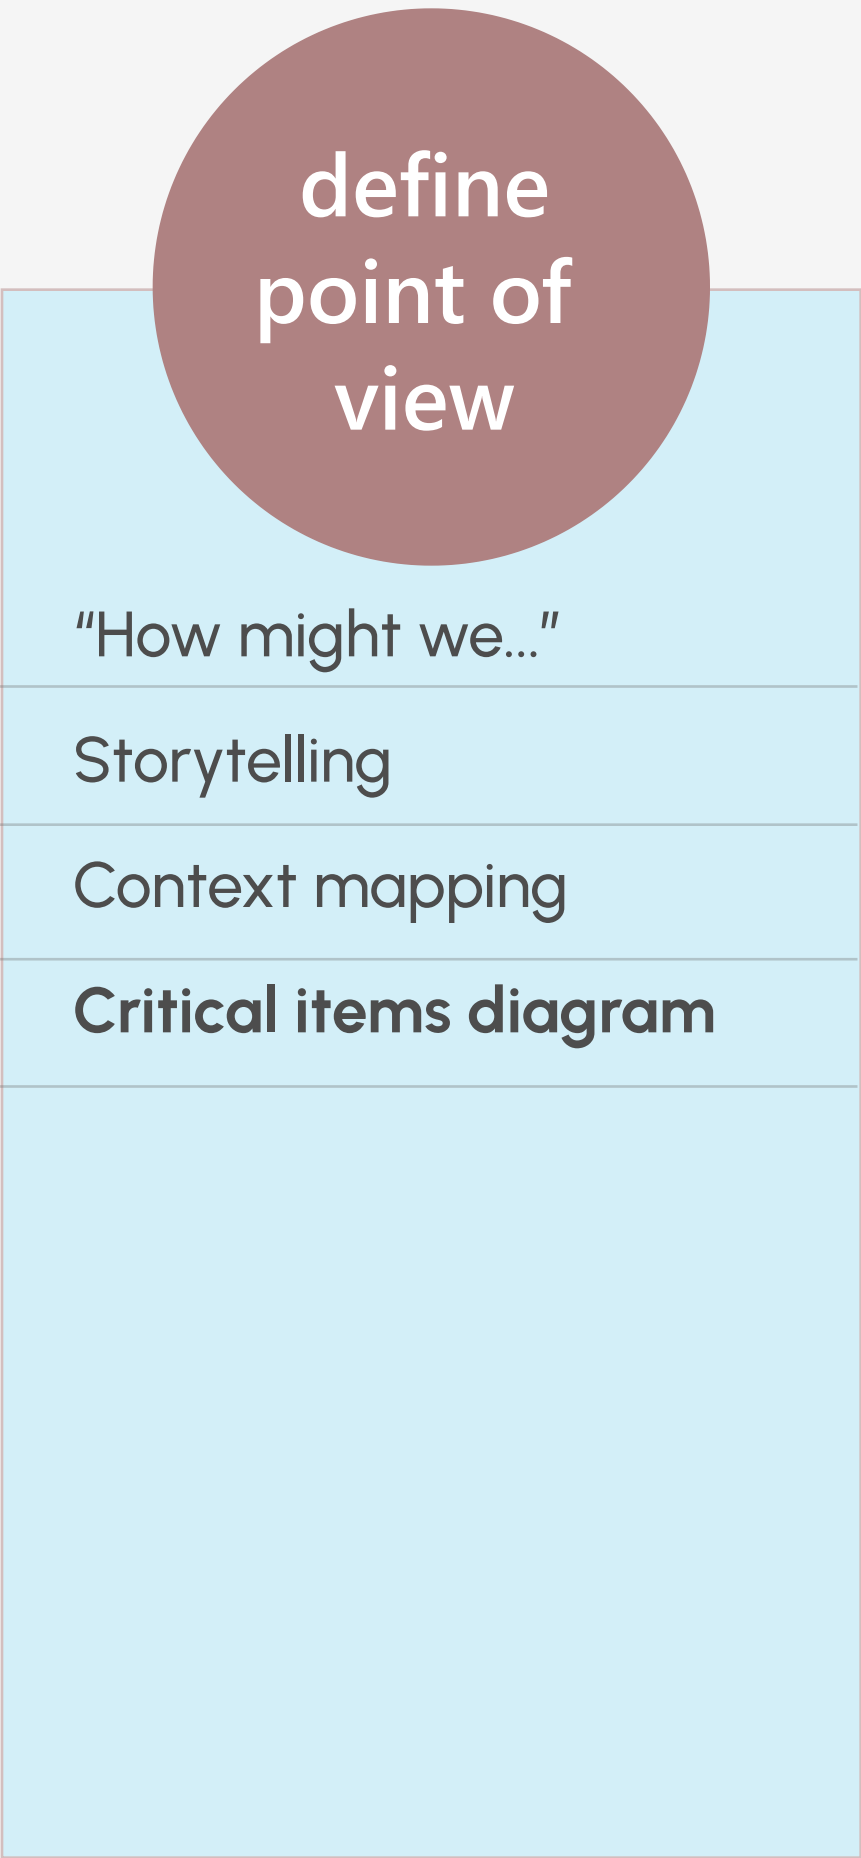 define
point of
view
“How might we...”
Storytelling
Context mapping
Critical items diagram